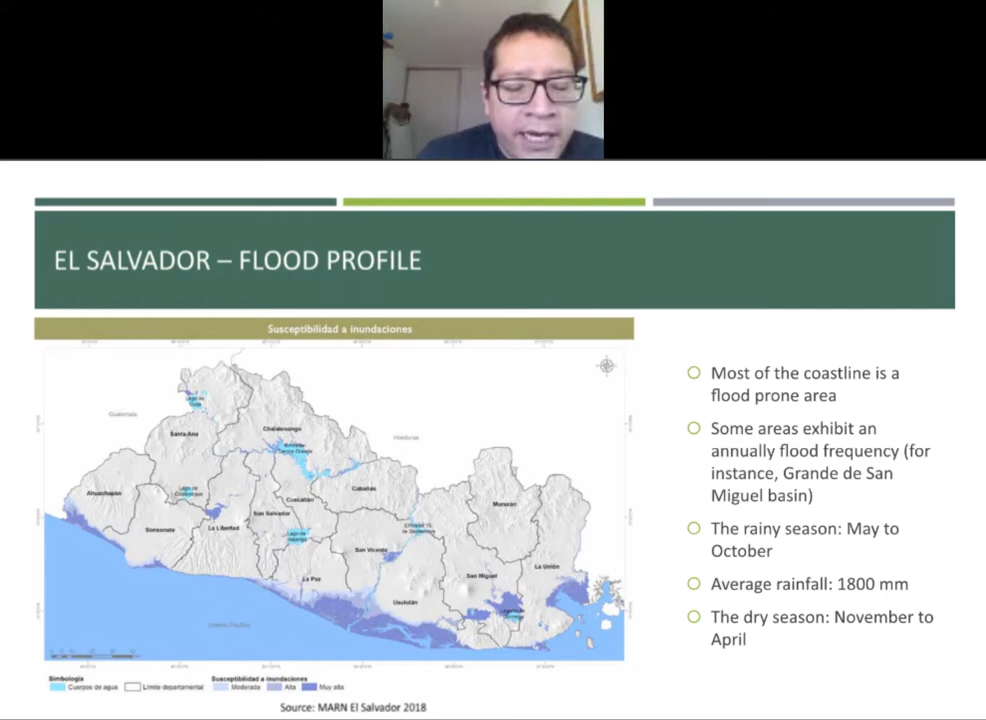 EL SALVADOR – FLOOD PROFILE
Susceptibilidad a inundaciones
Guatemala
Honduras
Santa Ana
Chalatenango
Ahuachapán
Sonsonate
La Libertad
San Salvador
Cuscatlán
Cabañas
Morazán
San Vicente
La Paz
Usulután
San Miguel
La Unión
Simbología
Cuerpos de agua
Límite departamental
Susceptibilidad a inundaciones
Moderada
Alta
Muy alta
Source: MARN El Salvador 2018
Most of the coastline is a
flood prone area
Some areas exhibit an
annually flood frequency (for
instance, Grande de San
Miguel basin)
The rainy season: May to
October
Average rainfall: 1800 mm
The dry season: November to
April